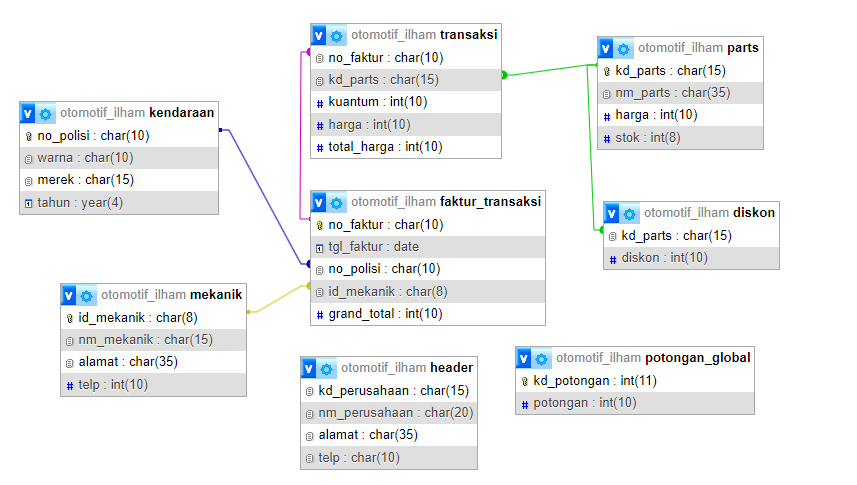 otomotif_ilham transaksi
no_faktur : char(10)
kd_parts : char(15)
kuantum : int(10)
harga : int(10)
total_harga : int(10)
otomotif_ilham parts
kd_parts : char(15)
nm_parts : char(35)
harga : int(10)
stok : int(8)
otomotif_ilham kendaraan
no_polisi : char(10)
warna : char(10)
merek : char(15)
tahun : year(4)
otomotif_ilham faktur_transaksi
no_faktur : char(10)
tgl_faktur : date
no_polisi : char(10)
id_mekanik : char(8)
grand_total : int(10)
otomotif_ilham diskon
kd_parts : char(15)
diskon : int(10)
otomotif_ilham mekanik
id_mekanik : char(8)
nm_mekanik : char(15)
alamat : char(35)
telp : int(10)
otomotif_ilham header
kd_perusahaan : char(15)
nm_perusahaan : char(20)
alamat : char(35)
telp : char(10)
otomotif_ilham potongan_global
kd_potongan : int(11)
potongan : int(10)